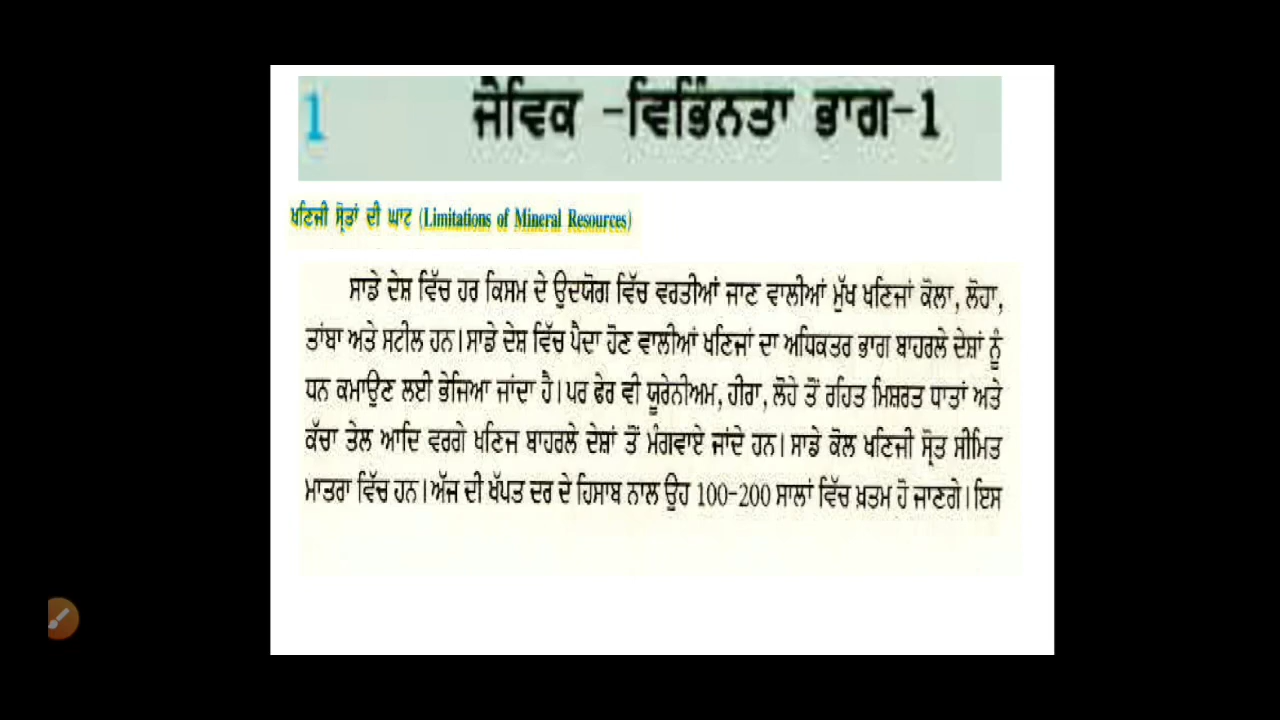 1 ਜੈਵਿਕ -ਵਿਭਿੰਨਤਾ ਭਾਗ-1
ਖਣਿਜੀ ਸ੍ਰੋਤਾਂ ਦੀ ਘਾਟ (Limitations of Mineral Resources)
ਸਾਡੇ ਦੇਸ਼ ਵਿੱਚ ਹਰ ਕਿਸਮ ਦੇ ਉਦਯੋਗ ਵਿੱਚ ਵਰਤੀਆਂ ਜਾਣ ਵਾਲੀਆਂ ਮੁੱਖ ਖਣਿਜਾਂ ਕੋਲਾ, ਲੋਹਾ,
ਤਾਂਬਾ ਅਤੇ ਸਟੀਲ ਹਨ। ਸਾਡੇ ਦੇਸ਼ ਵਿੱਚ ਪੈਦਾ ਹੋਣ ਵਾਲੀਆਂ ਖਣਿਜਾਂ ਦਾ ਅਧਿਕਤਰ ਭਾਗ ਬਾਹਰਲੇ ਦੇਸ਼ਾਂ ਨੂੰ
ਧਨ ਕਮਾਉਣ ਲਈ ਭੇਜਿਆ ਜਾਂਦਾ ਹੈ। ਪਰ ਫੇਰ ਵੀ ਯੂਰੇਨੀਅਮ, ਹੀਰਾ, ਲੋਹੇ ਤੋਂ ਰਹਿਤ ਮਿਸ਼ਰਤ ਧਾਤਾਂ ਅਤੇ
ਕੱਚਾ ਤੇਲ ਆਦਿ ਵਰਗੇ ਖਣਿਜ ਬਾਹਰਲੇ ਦੇਸ਼ਾਂ ਤੋਂ ਮੰਗਵਾਏ ਜਾਂਦੇ ਹਨ। ਸਾਡੇ ਕੋਲ ਖਣਿਜੀ ਸ੍ਰੋਤ ਸੀਮਿਤ
ਮਾਤਰਾ ਵਿੱਚ ਹਨ। ਅੱਜ ਦੀ ਖੱਪਤ ਦਰ ਦੇ ਹਿਸਾਬ ਨਾਲ ਉਹ 100-200 ਸਾਲਾਂ ਵਿੱਚ ਖ਼ਤਮ ਹੋ ਜਾਣਗੇ। ਇਸ